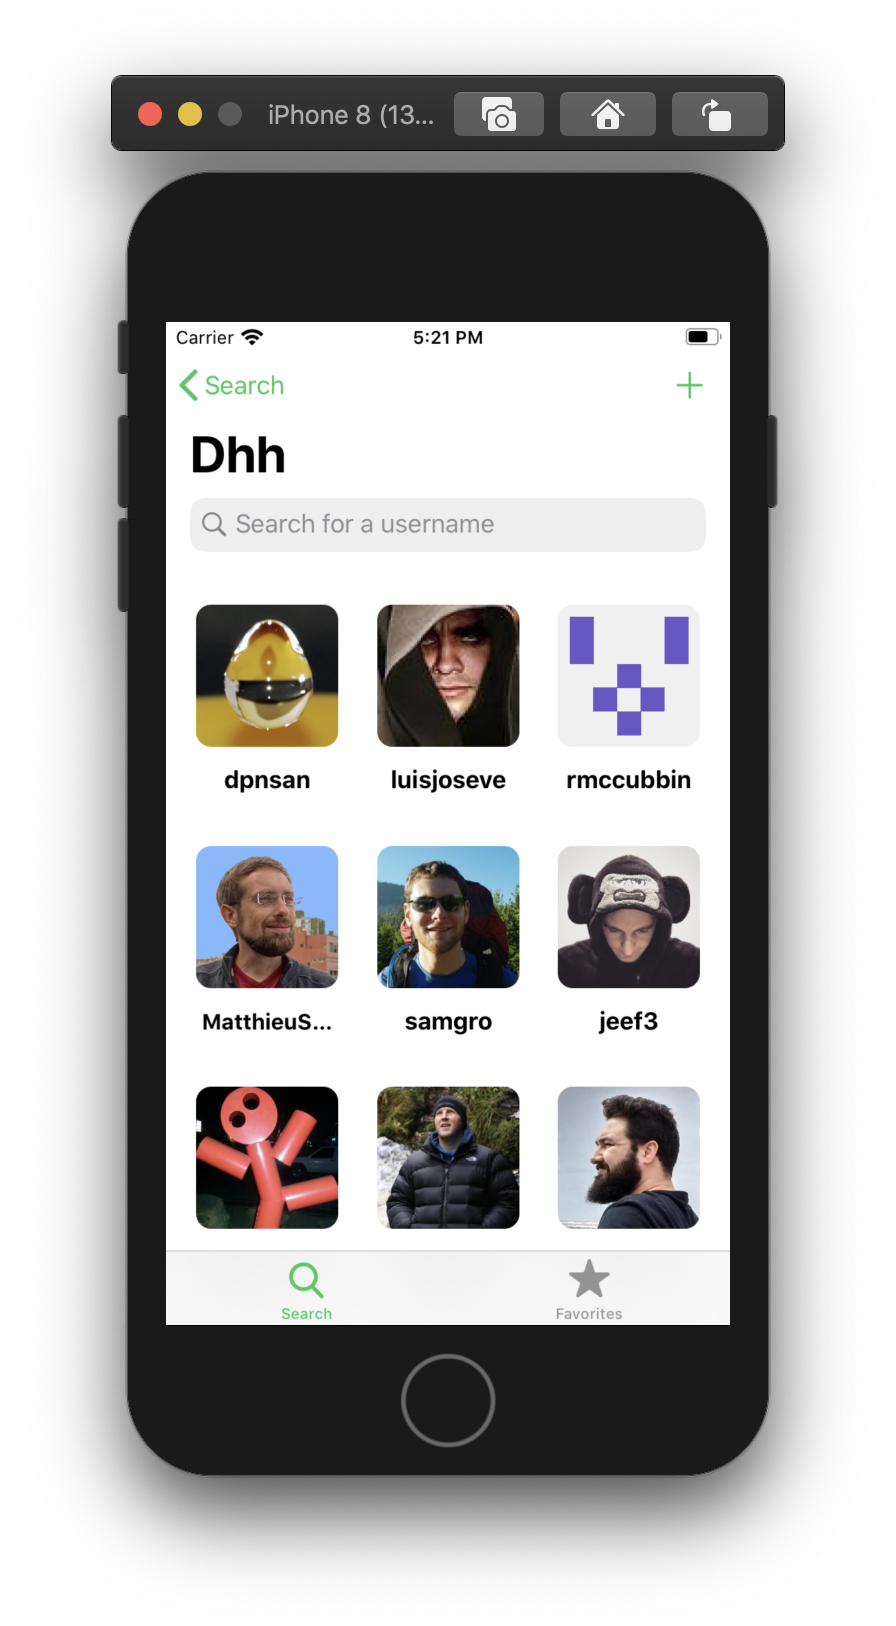 iPhone 8 (13...
Carrier 5:21 PM
Search
Dhh
Search for a username
dpnsan luisjoseve rmccubbin
MatthieuS... samgro jeef3
Search Favorites